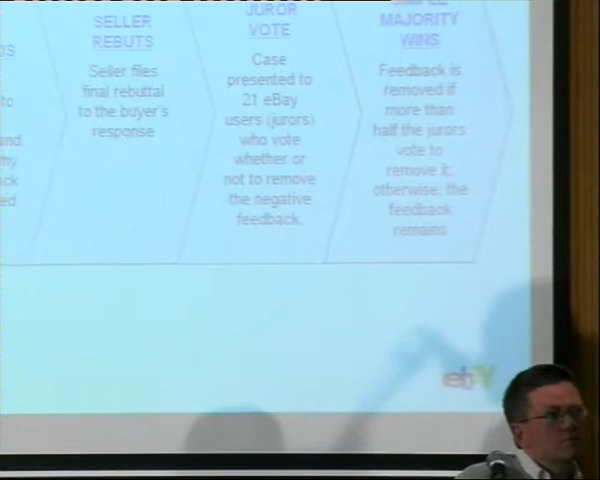 SELLER
REBUTS
Seller files
final rebuttal
to the buyer's
response
JUROR
VOTE
Case
presented to
21 eBay
users (jurors)
who vote
whether or
not to remove
the negative
feedback.
MAJORITY
WINS
Feedback is
removed if
more than
half the jurors
vote to
remove it;
otherwise, the
feedback
remains
to
and
ebY